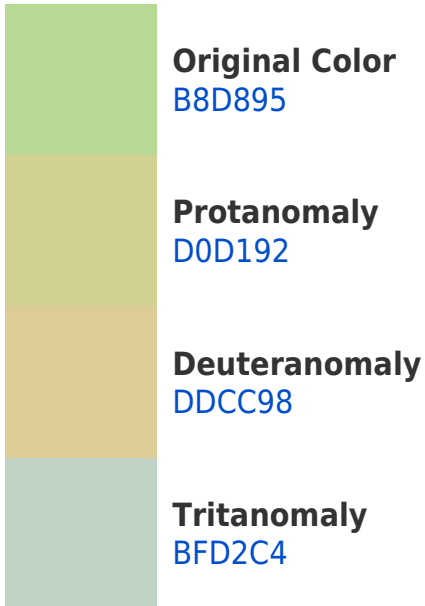 Original Color
B8D895
Protanomaly
D0D192
Deuteranomaly
DDCC98
Tritanomaly
BFD2C4